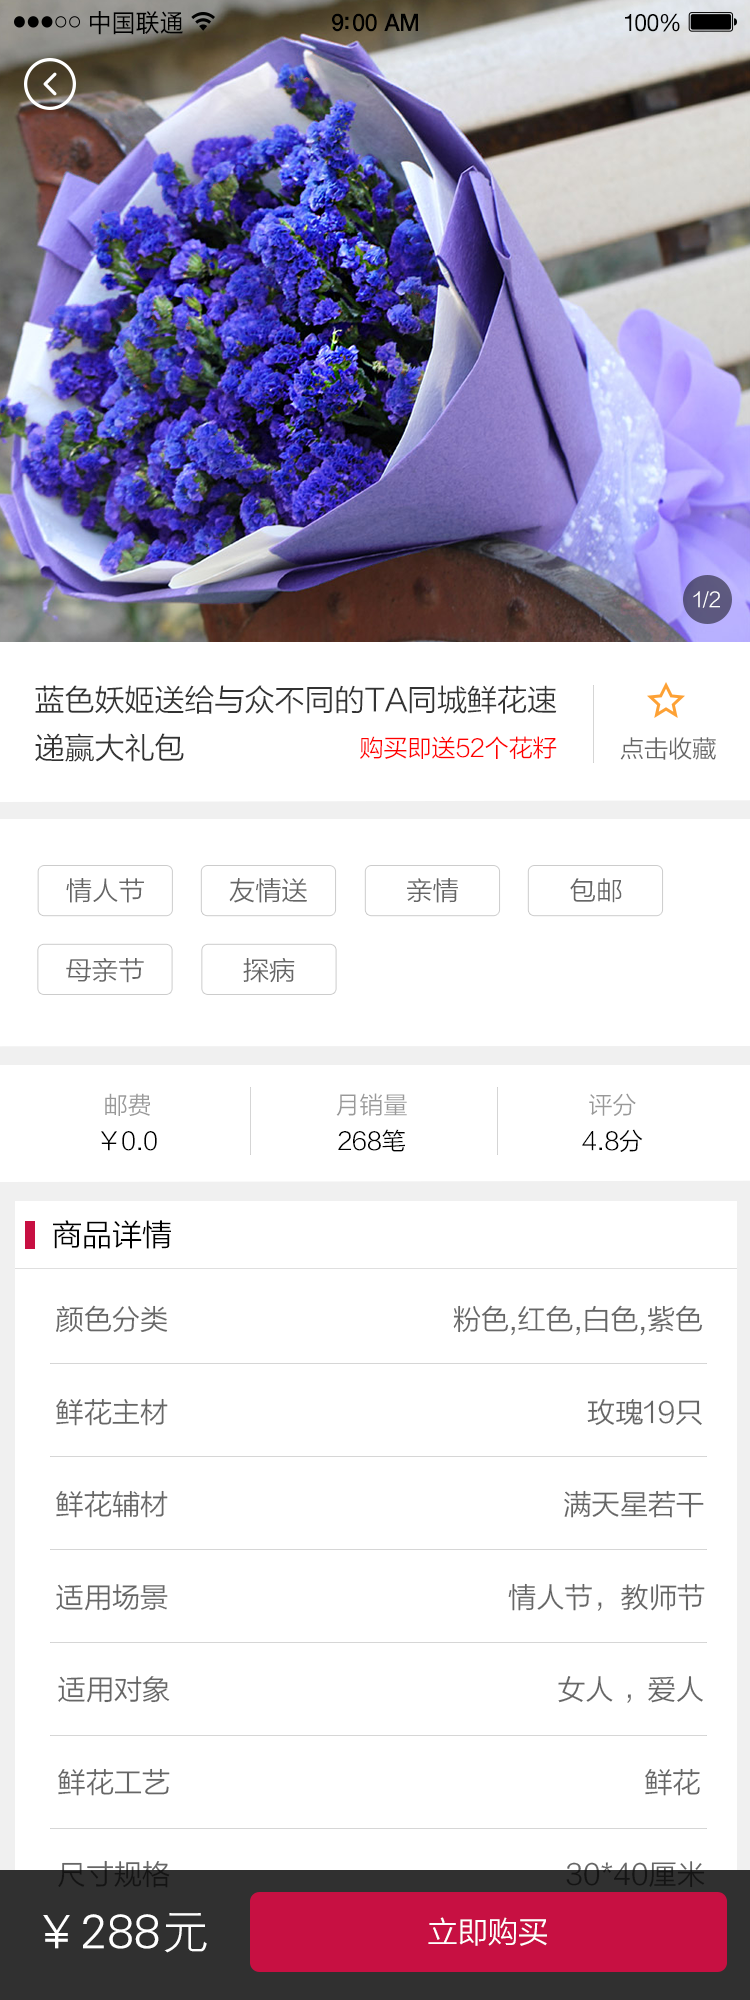 中国联通 9:00 AM 100%
1/2
蓝色妖姬送给与众不同的TA同城鲜花速
递赢大礼包 购买即送52个花籽
点击收藏
情人节 友情送 亲情 包邮
母亲节 探病
邮费 月销量 评分
￥0.0 268笔 4.8分
商品详情
颜色分类 粉色,红色,白色,紫色
鲜花主材 玫瑰19只
鲜花辅材 满天星若干
适用场景 情人节，教师节
适用对象 女人，爱人
鲜花工艺 鲜花
尺寸规格 30*40厘米
￥288元 立即购买